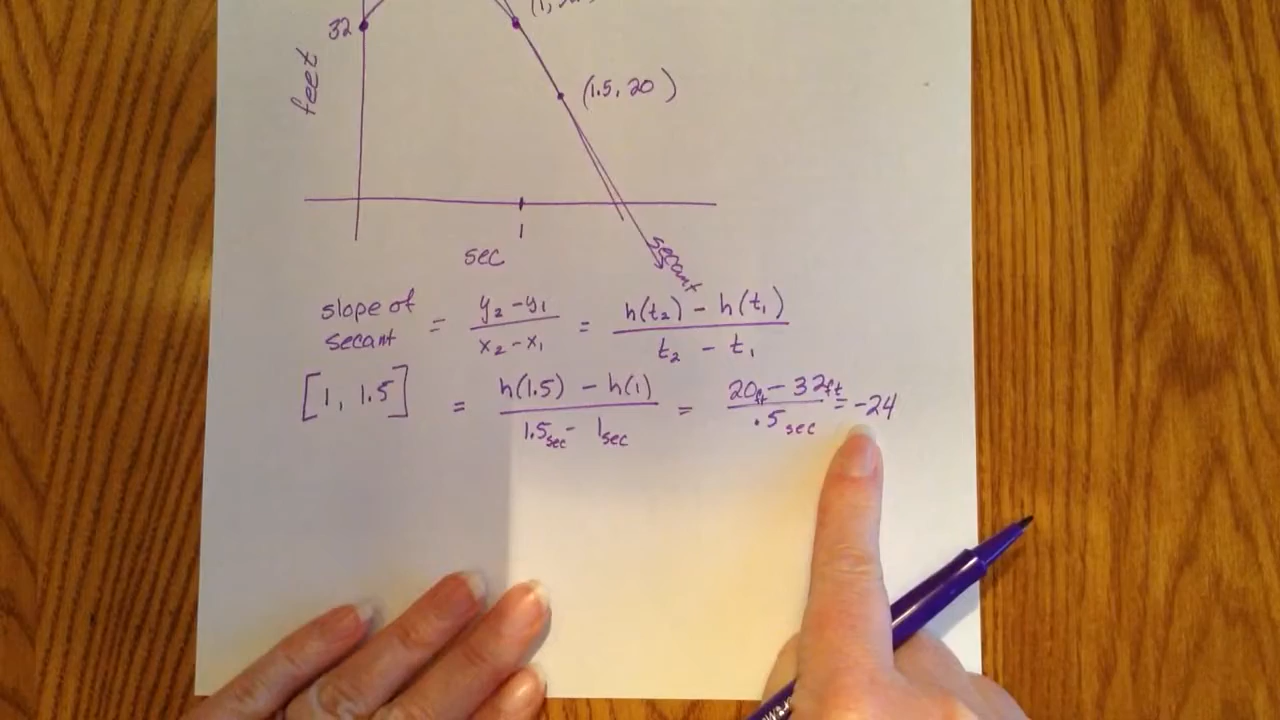 32
feet
(1.5, 20)
1
sec
secant
slope of secant = y₂ - y₁ / x₂ - x₁ = h(t₂) - h(t₁) / t₂ - t₁
[1, 1.5] = h(1.5) - h(1) / 1.5sec - 1sec = 20ft - 32ft / .5sec = -24